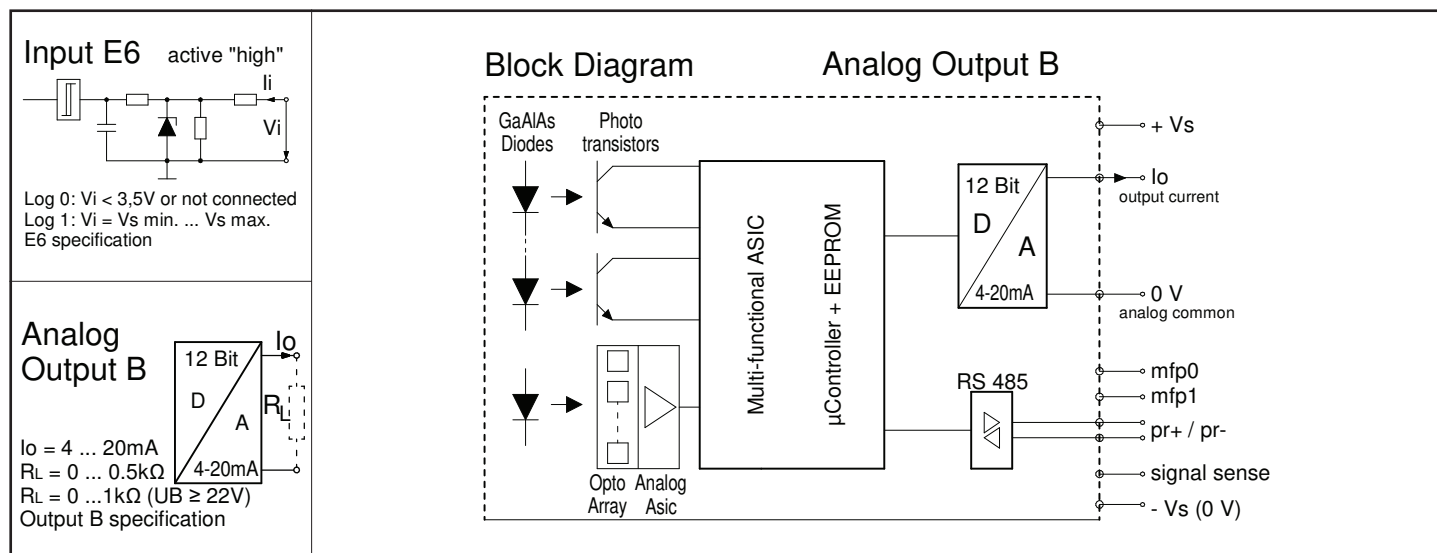 Input E6 active "high"
Ii
Vi
Log 0: Vi < 3,5V or not connected
Log 1: Vi = Vs min. ... Vs max.
E6 specification
Analog
Output B
Io
12 Bit
D
A
4-20mA
RL
Io = 4 ... 20mA
RL = 0 ... 0.5kΩ
RL = 0 ...1kΩ (UB ≥ 22V)
Output B specification
Block Diagram
Analog Output B
GaAlAs
Diodes
Photo
transistors
Multi-functional ASIC
µController + EEPROM
Opto
Array
Analog
Asic
12 Bit
D
A
4-20mA
RS 485
+ Vs
Io
output current
0 V
analog common
mfp0
mfp1
pr+ / pr-
signal sense
- Vs (0 V)